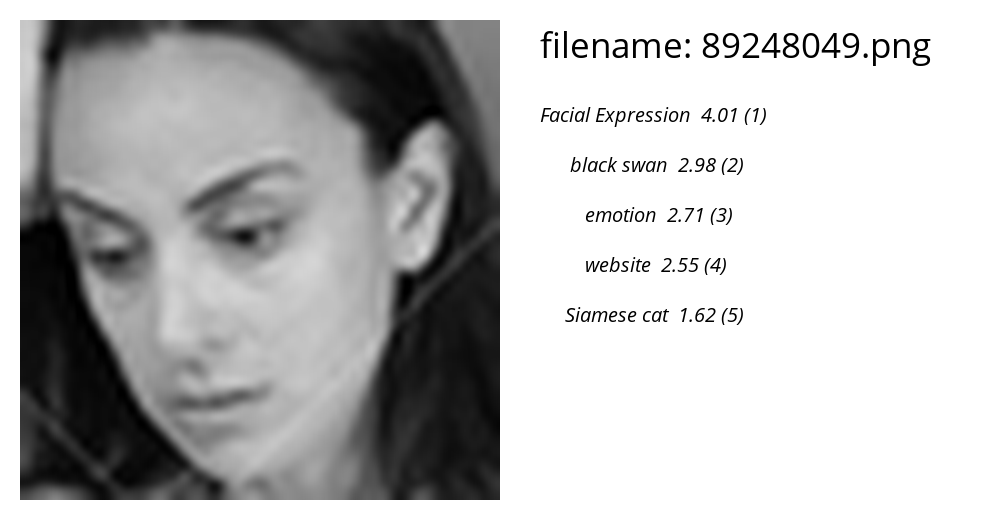 filename: 89248049.png
Facial Expression 4.01 (1)
black swan 2.98 (2)
emotion 2.71 (3)
website 2.55 (4)
Siamese cat 1.62 (5)